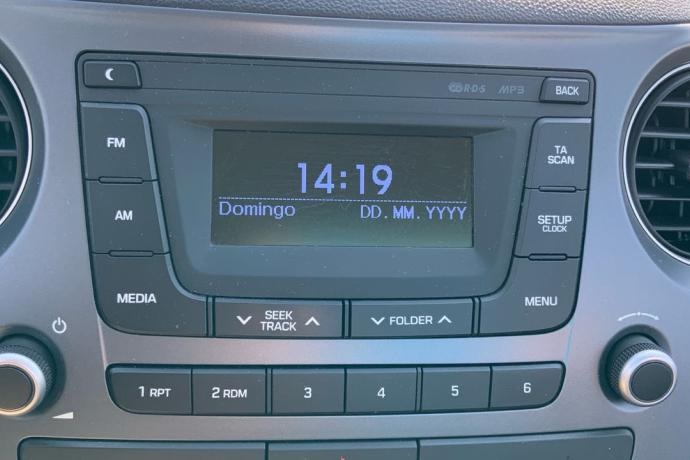 RDS MP3 BACK
FM
AM
MEDIA
14:19
Domingo DD.MM.YYYY
TA
SCAN
SETUP
CLOCK
MENU
SEEK
TRACK
FOLDER
1 RPT 2 RDM 3 4 5 6